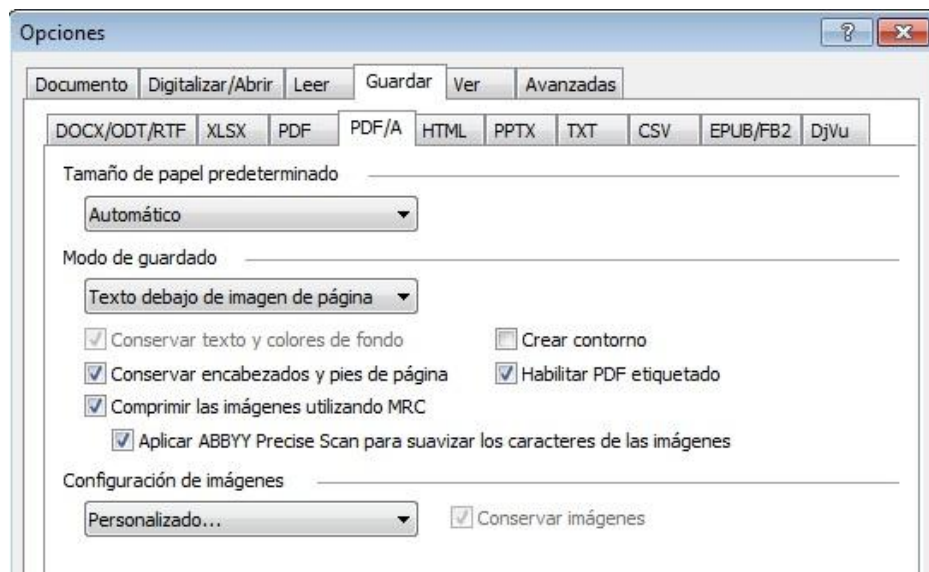 Opciones
Documento Digitalizar/Abrir Leer Guardar Ver Avanzadas
DOCX/ODT/RTF XLSX PDF PDF/A HTML PPTX TXT CSV EPUB/FB2 DjVu
Tamaño de papel predeterminado
Automático
Modo de guardado
Texto debajo de imagen de página
Conservar texto y colores de fondo Crear contorno
Conservar encabezados y pies de página Habilitar PDF etiquetado
Comprimir las imágenes utilizando MRC
Aplicar ABBYY Precise Scan para suavizar los caracteres de las imágenes
Configuración de imágenes
Personalizado... Conservar imágenes